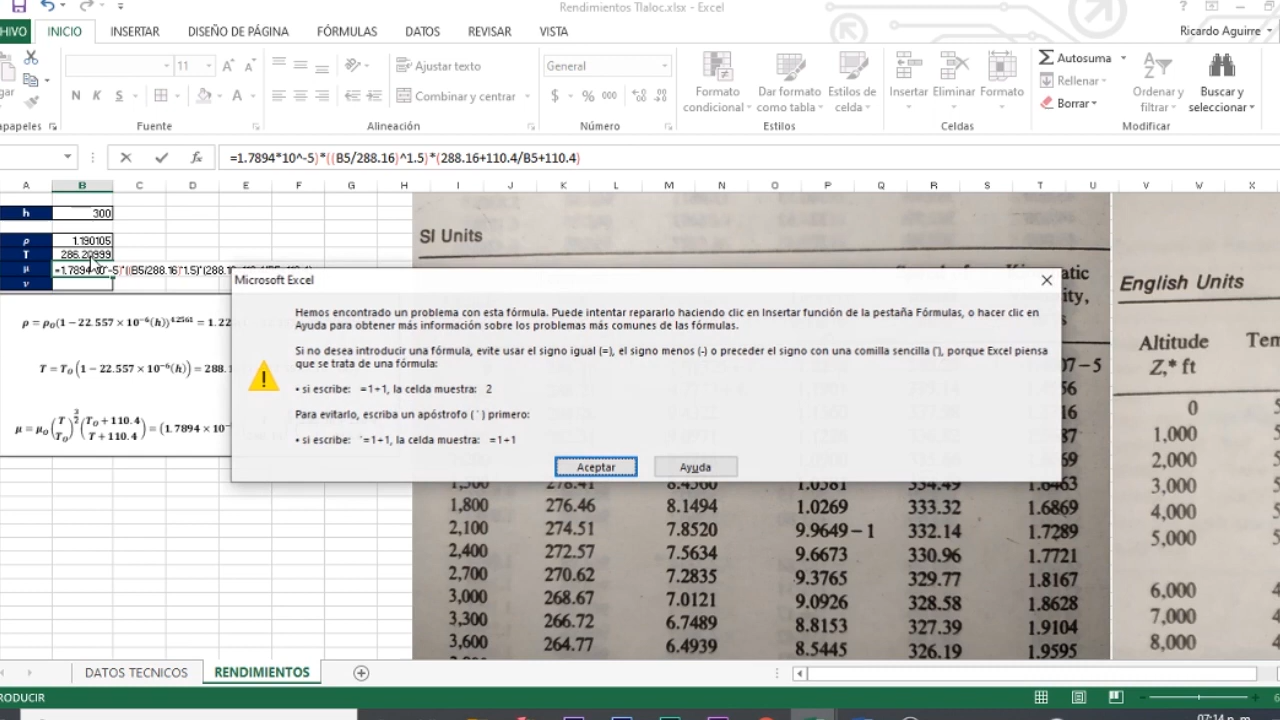 Rendimientos Tlaloc.xlsx - Excel
HIVO INICIO INSERTAR DISEÑO DE PÁGINA FÓRMULAS DATOS REVISAR VISTA Ricardo Aguirre
11 Ajustar texto General Autosuma
Formato condicional Dar formato como tabla Estilos de celda Insertar Eliminar Formato Rellenar Ordenar y filtrar Buscar y seleccionar
N K S Combinar y centrar $ % 000 Borrar
apapeles Fuente Alineación Número Estilos Celdas Modificar
=1.7894*10^-5)*((B5/288.16)^1.5)*(288.16+110.4/B5+110.4)
A B C D E F G H I J K L M N O P Q R S T U V W X
h 300
ρ 1.190105
T 286.20999
μ
ν
SI Units
English Units
Altitude
Z,* ft
0
1,000
2,000
3,000
4,000
5,000
6,000
7,000
8,000
Microsoft Excel
Hemos encontrado un problema con esta fórmula. Puede intentar repararlo haciendo clic en Insertar función de la pestaña Fórmulas, o hacer clic en
Ayuda para obtener más información sobre los problemas más comunes de las fórmulas.
Si no desea introducir una fórmula, evite usar el signo igual (=), el signo menos (-) o preceder el signo con una comilla sencilla ('), porque Excel piensa
que se trata de una fórmula:
• si escribe: =1+1, la celda muestra: 2
Para evitarlo, escriba un apóstrofo ( ' ) primero:
• si escribe: '=1+1, la celda muestra: =1+1
Aceptar Ayuda
1,800 276.46 8.1494 1.0269 333.32 1.6869
2,100 274.51 7.8520 9.9649−1 332.14 1.7289
2,400 272.57 7.5634 9.6673 330.96 1.7721
2,700 270.62 7.2835 9.3765 329.77 1.8167
3,000 268.67 7.0121 9.0926 328.58 1.8628
3,300 266.72 6.7489 8.8153 327.39 1.9104
3,600 264.77 6.4939 8.5445 326.19 1.9595
DATOS TECNICOS RENDIMIENTOS
RODUCIR
07:14 p. m.